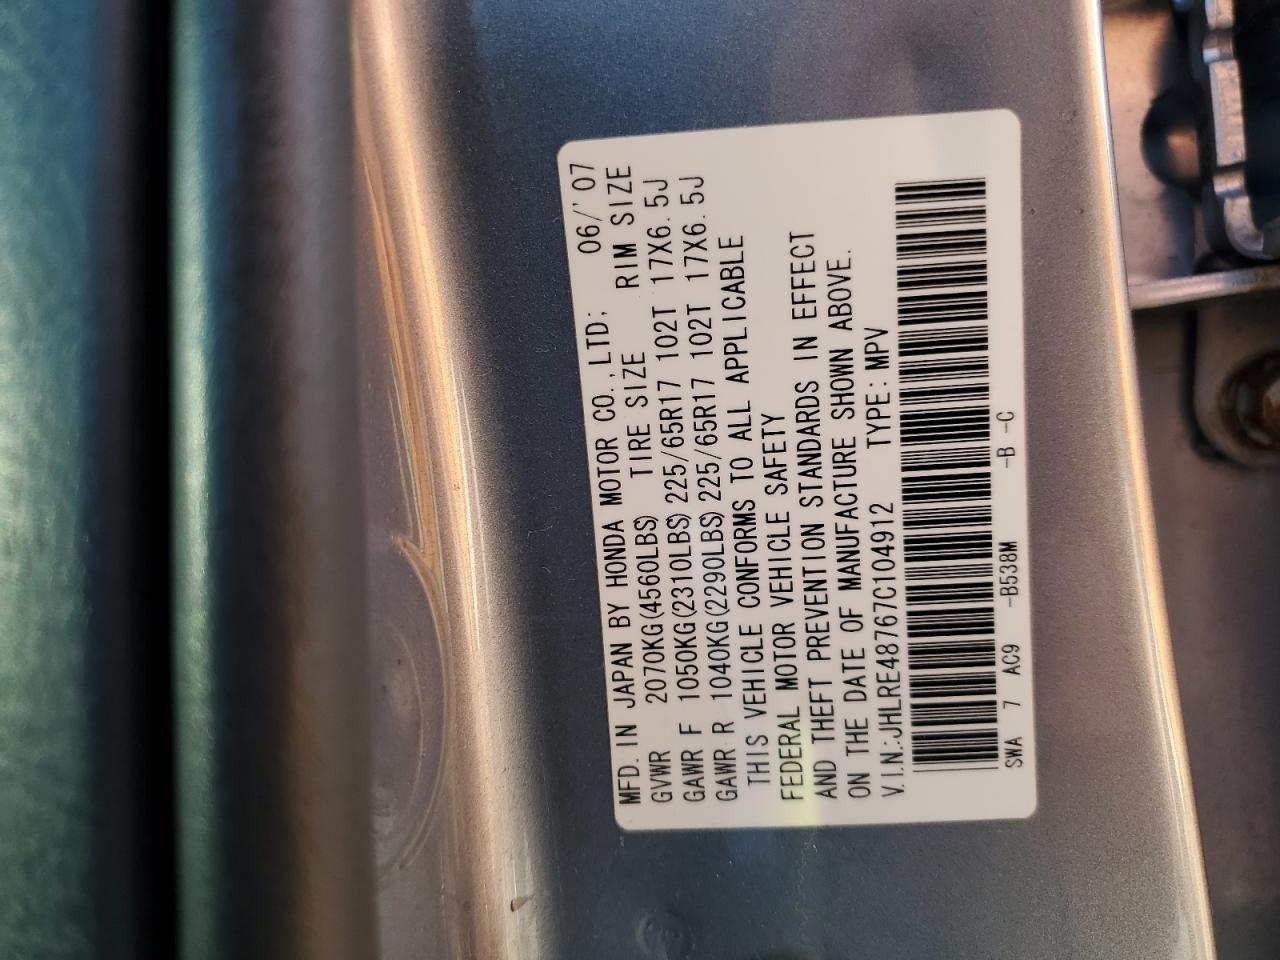 MFD. IN JAPAN BY HONDA MOTOR CO., LTD; 06/'07
GVWR 2070KG(4560LBS) TIRE SIZE RIM SIZE
GAWR F 1050KG(2310LBS) 225/65R17 102T 17X6.5J
GAWR R 1040KG(2290LBS) 225/65R17 102T 17X6.5J
THIS VEHICLE CONFORMS TO ALL APPLICABLE
FEDERAL MOTOR VEHICLE SAFETY
AND THEFT PREVENTION STANDARDS IN EFFECT
ON THE DATE OF MANUFACTURE SHOWN ABOVE.
V.I.N.:JHLRE48767C104912 TYPE:MPV
SWA 7 AC9 -B538M -B -C